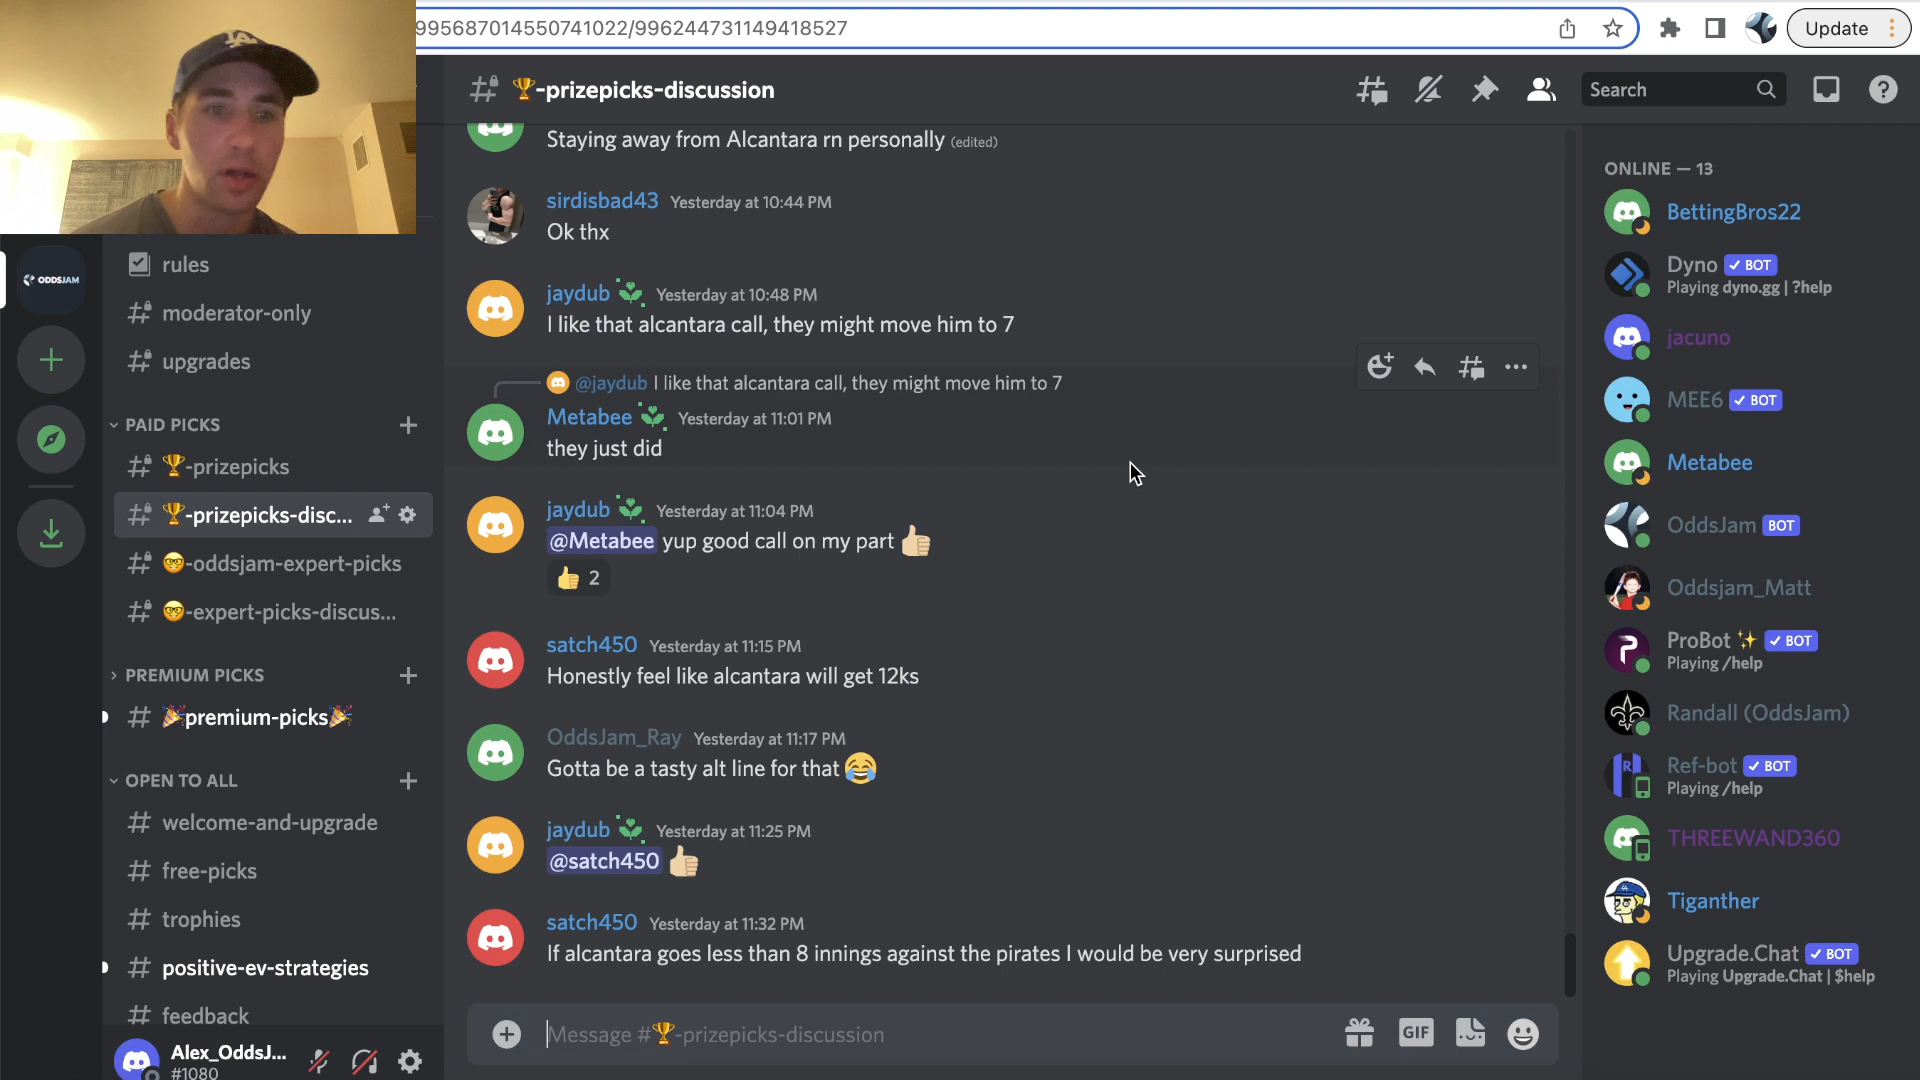 995687014550741022/996244731149418527
Update
LA
🏆-prizepicks-discussion
Search
Staying away from Alcantara rn personally (edited)
sirdisbad43 Yesterday at 10:44 PM
Ok thx
jaydub Yesterday at 10:48 PM
I like that alcantara call, they might move him to 7
@jaydub I like that alcantara call, they might move him to 7
Metabee Yesterday at 11:01 PM
they just did
jaydub Yesterday at 11:04 PM
@Metabee yup good call on my part 👍
👍 2
satch450 Yesterday at 11:15 PM
Honestly feel like alcantara will get 12ks
OddsJam_Ray Yesterday at 11:17 PM
Gotta be a tasty alt line for that 😂
jaydub Yesterday at 11:25 PM
@satch450 👍
satch450 Yesterday at 11:32 PM
If alcantara goes less than 8 innings against the pirates I would be very surprised
Message #🏆-prizepicks-discussion
GIF
ODDSJAM
rules
moderator-only
upgrades
PAID PICKS
🏆-prizepicks
🏆-prizepicks-disc...
🤓-oddsjam-expert-picks
🤓-expert-picks-discus...
PREMIUM PICKS
🎉premium-picks🎉
OPEN TO ALL
welcome-and-upgrade
free-picks
trophies
positive-ev-strategies
feedback
Alex_OddsJ...
#1080
ONLINE — 13
BettingBros22
Dyno ✓ BOT
Playing dyno.gg | ?help
jacuno
MEE6 ✓ BOT
Metabee
OddsJam BOT
Oddsjam_Matt
ProBot ✨ ✓ BOT
Playing /help
Randall (OddsJam)
Ref-bot ✓ BOT
Playing /help
THREEWAND360
Tiganther
Upgrade.Chat ✓ BOT
Playing Upgrade.Chat | $help